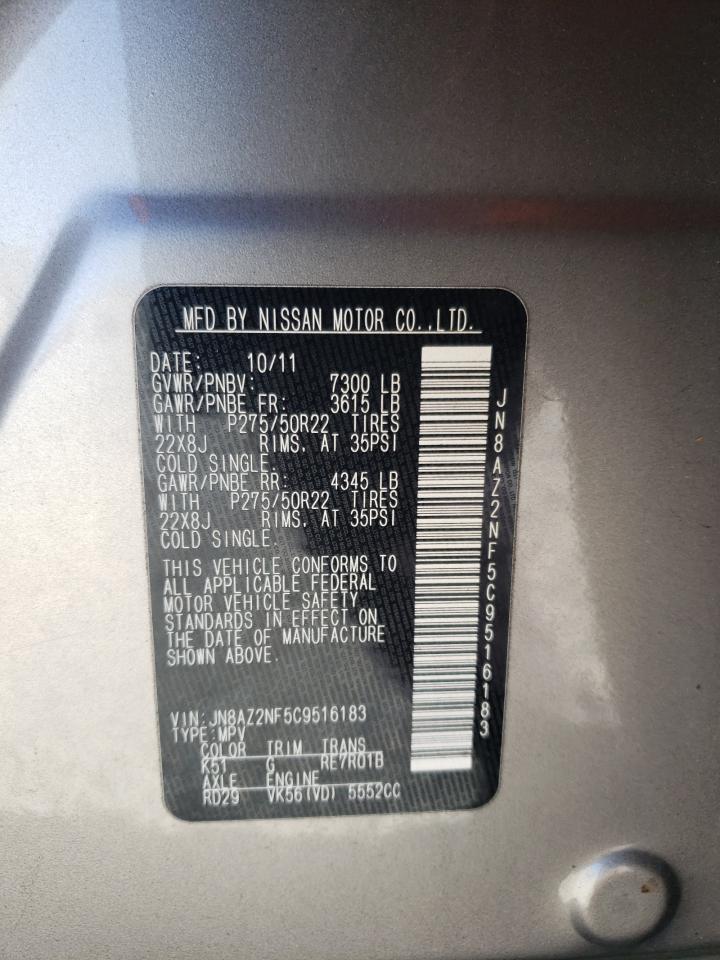 MFD BY NISSAN MOTOR CO.,LTD.
DATE: 10/11
GVWR/PNBV: 7300 LB
GAWR/PNBE FR: 3615 LB
WITH P275/50R22 TIRES
22X8J RIMS, AT 35PSI
COLD SINGLE.
GAWR/PNBE RR: 4345 LB
WITH P275/50R22 TIRES
22X8J RIMS, AT 35PSI
COLD SINGLE.
THIS VEHICLE CONFORMS TO
ALL APPLICABLE FEDERAL
MOTOR VEHICLE SAFETY
STANDARDS IN EFFECT ON
THE DATE OF MANUFACTURE
SHOWN ABOVE.
VIN:JN8AZ2NF5C9516183
TYPE:MPV
COLOR TRIM TRANS
K51 G RE7R01B
AXLE ENGINE
RD29 VK56(VD) 5552CC
JN8AZ2NF5C9516183